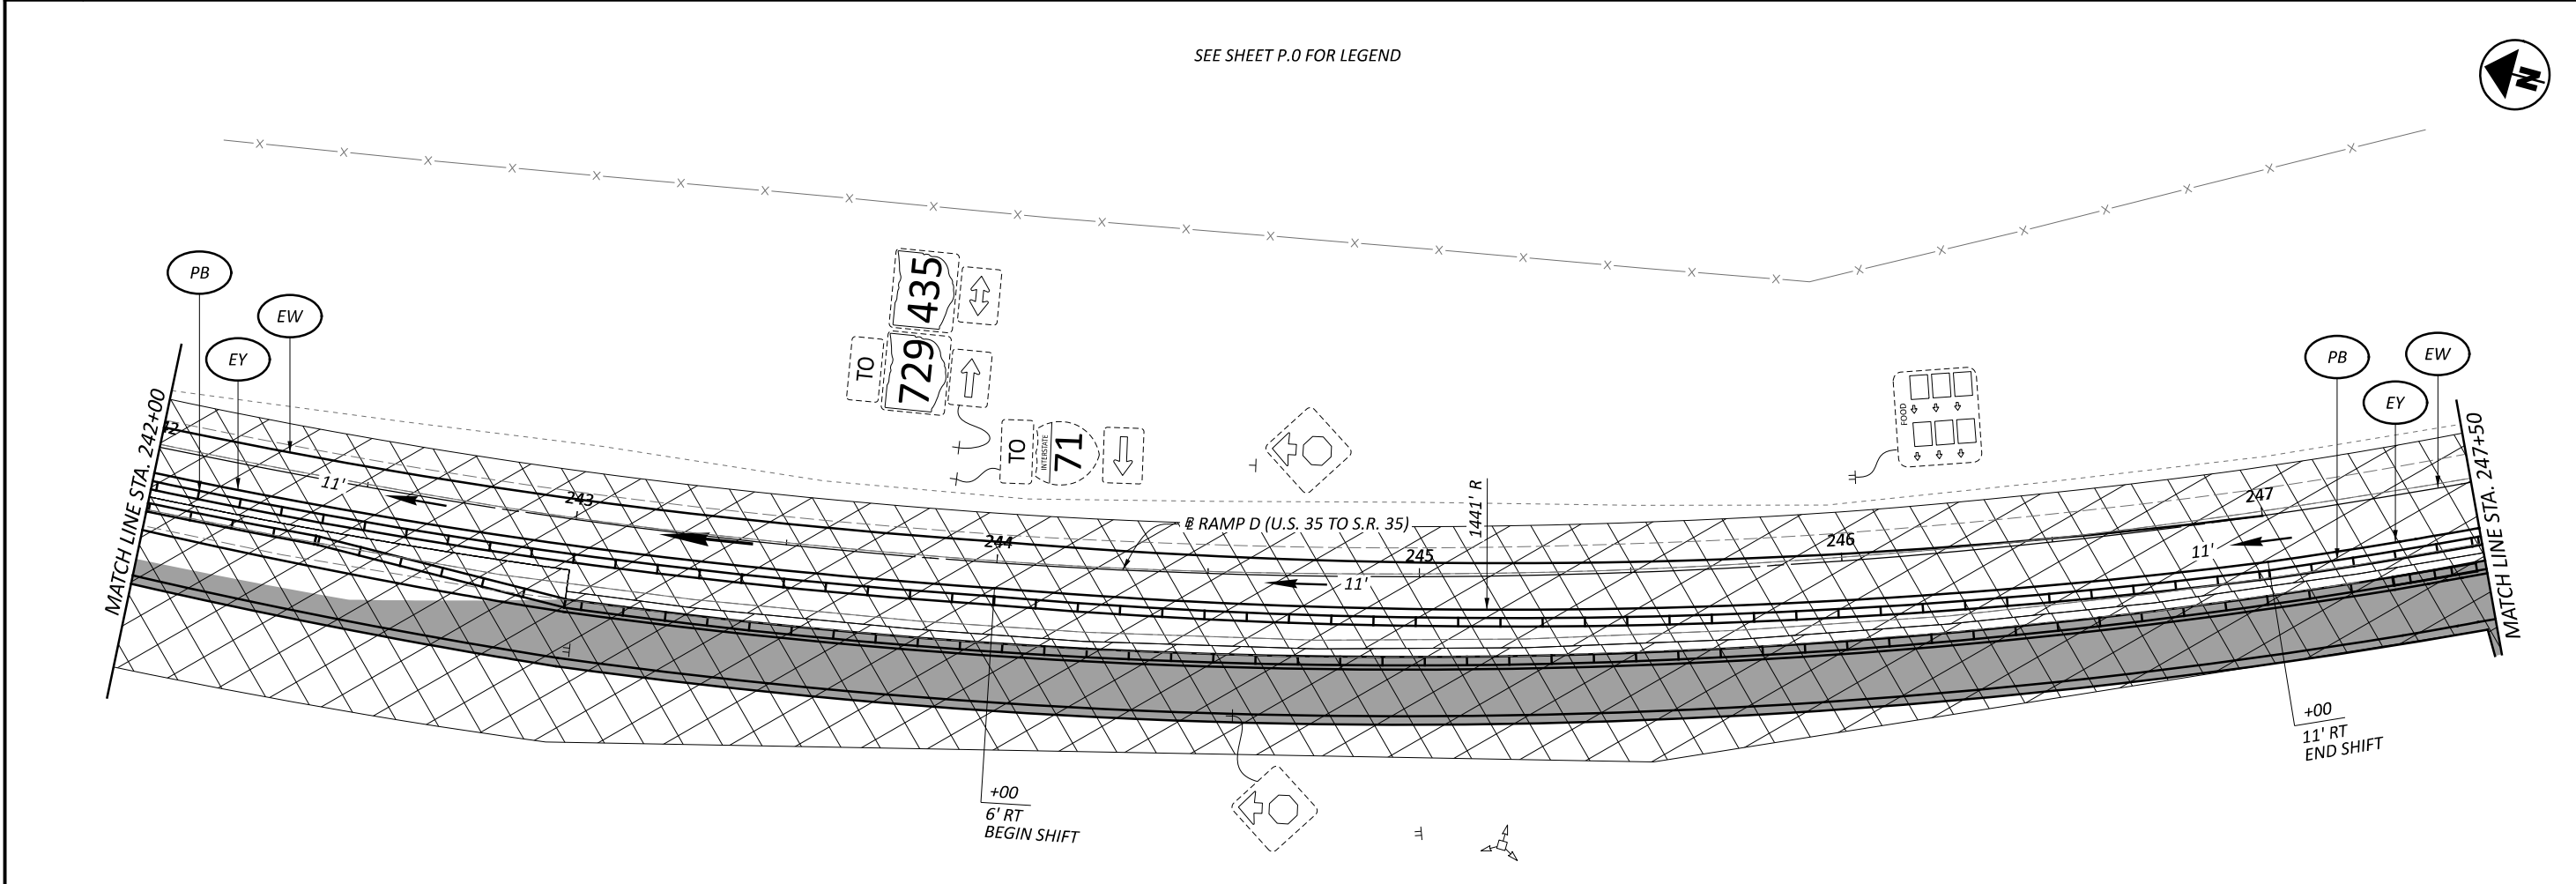 SEE SHEET P.0 FOR LEGEND
N
PB
EY
EW
MATCH LINE STA. 242+00
11'
243
435
TO
729
TO
INTERSTATE
71
244
℄ RAMP D (U.S. 35 TO S.R. 35)
11'
245
1441' R
246
FOOD
247
11'
PB
EY
EW
MATCH LINE STA. 247+50
+00
6' RT
BEGIN SHIFT
+00
11' RT
END SHIFT